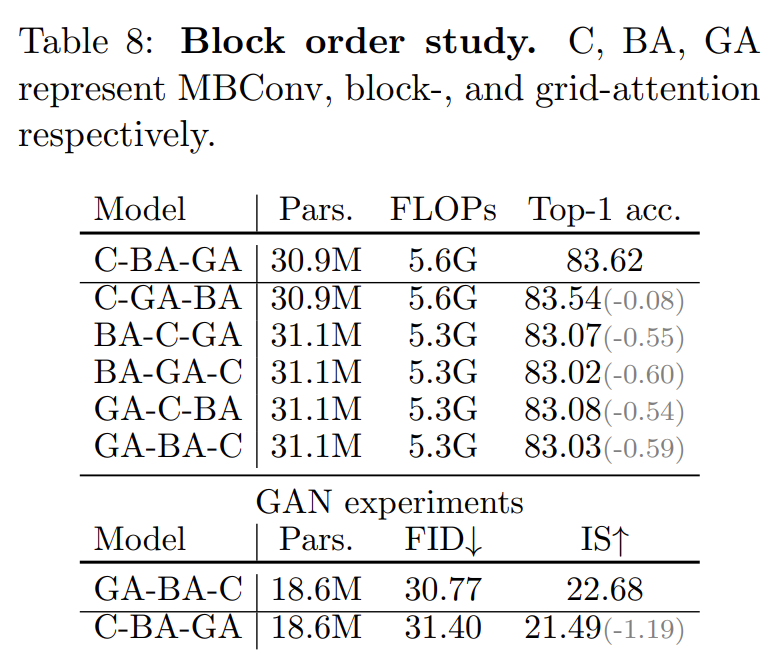 Table 8: Block order study. C, BA, GA
represent MBConv, block-, and grid-attention
respectively.
Model Pars. FLOPs Top-1 acc.
C-BA-GA 30.9M 5.6G 83.62
C-GA-BA 30.9M 5.6G 83.54(-0.08)
BA-C-GA 31.1M 5.3G 83.07(-0.55)
BA-GA-C 31.1M 5.3G 83.02(-0.60)
GA-C-BA 31.1M 5.3G 83.08(-0.54)
GA-BA-C 31.1M 5.3G 83.03(-0.59)
GAN experiments
Model Pars. FID↓ IS↑
GA-BA-C 18.6M 30.77 22.68
C-BA-GA 18.6M 31.40 21.49(-1.19)